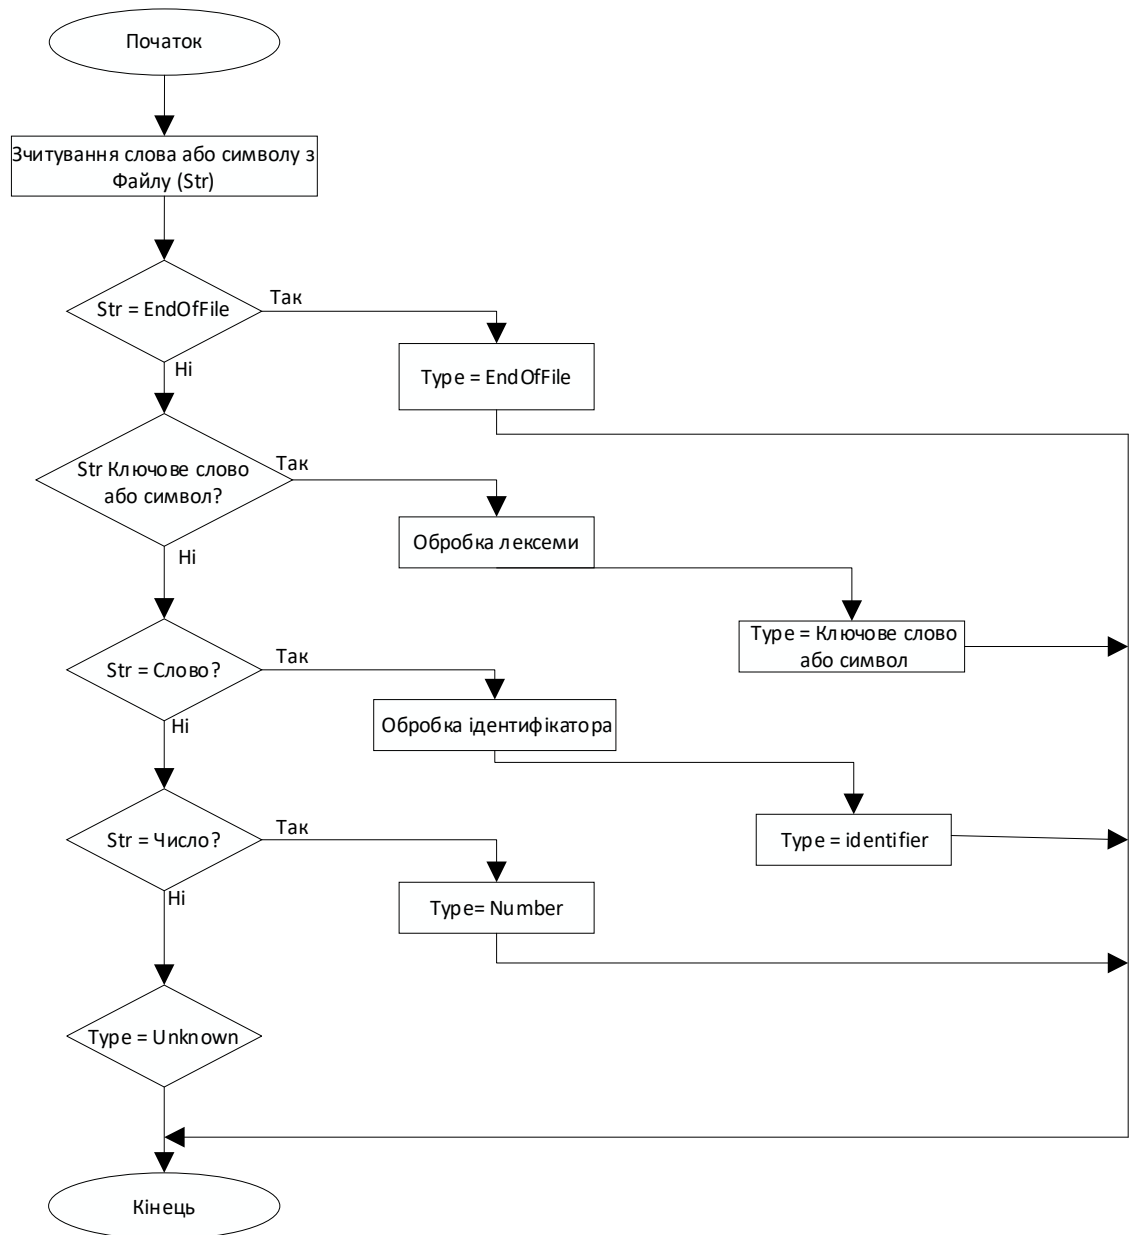 Початок
Зчитування слова або символу з
Файлу (Str)
Str = EndOfFile
Так
Ні
Type = EndOfFile
Str Ключове слово
або символ?
Так
Ні
Обробка лексеми
Type = Ключове слово
або символ
Str = Слово?
Так
Ні
Обробка ідентифікатора
Type = identifier
Str = Число?
Так
Ні
Type= Number
Type = Unknown
Кінець